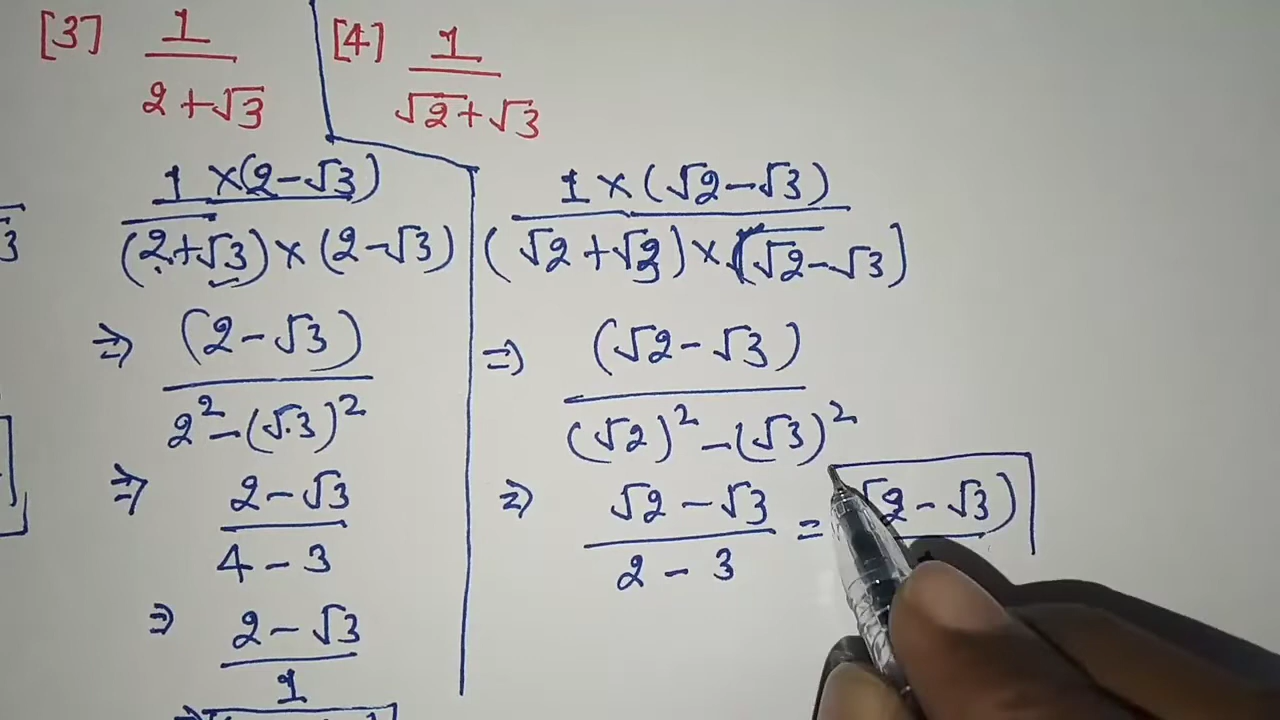 [3] 1 / 2+√3
[4] 1 / √2+√3
3
1 ×(2-√3) / (2+√3)×(2-√3)
⇒ (2-√3) / 2² -(√3)²
⇒ 2-√3 / 4-3
⇒ 2-√3 / 1
1×(√2-√3) / (√2+√3)×(√2-√3)
⇒ (√2-√3) / (√2)² -(√3)²
⇒ √2-√3 / 2-3 = √2-√3)